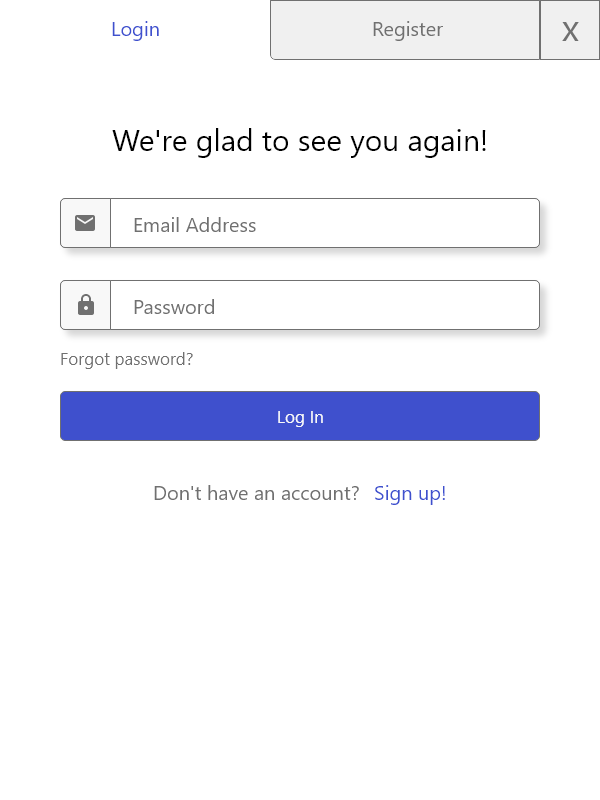 Login Register X
We're glad to see you again!
Email Address
Password
Forgot password?
Log In
Don't have an account? Sign up!